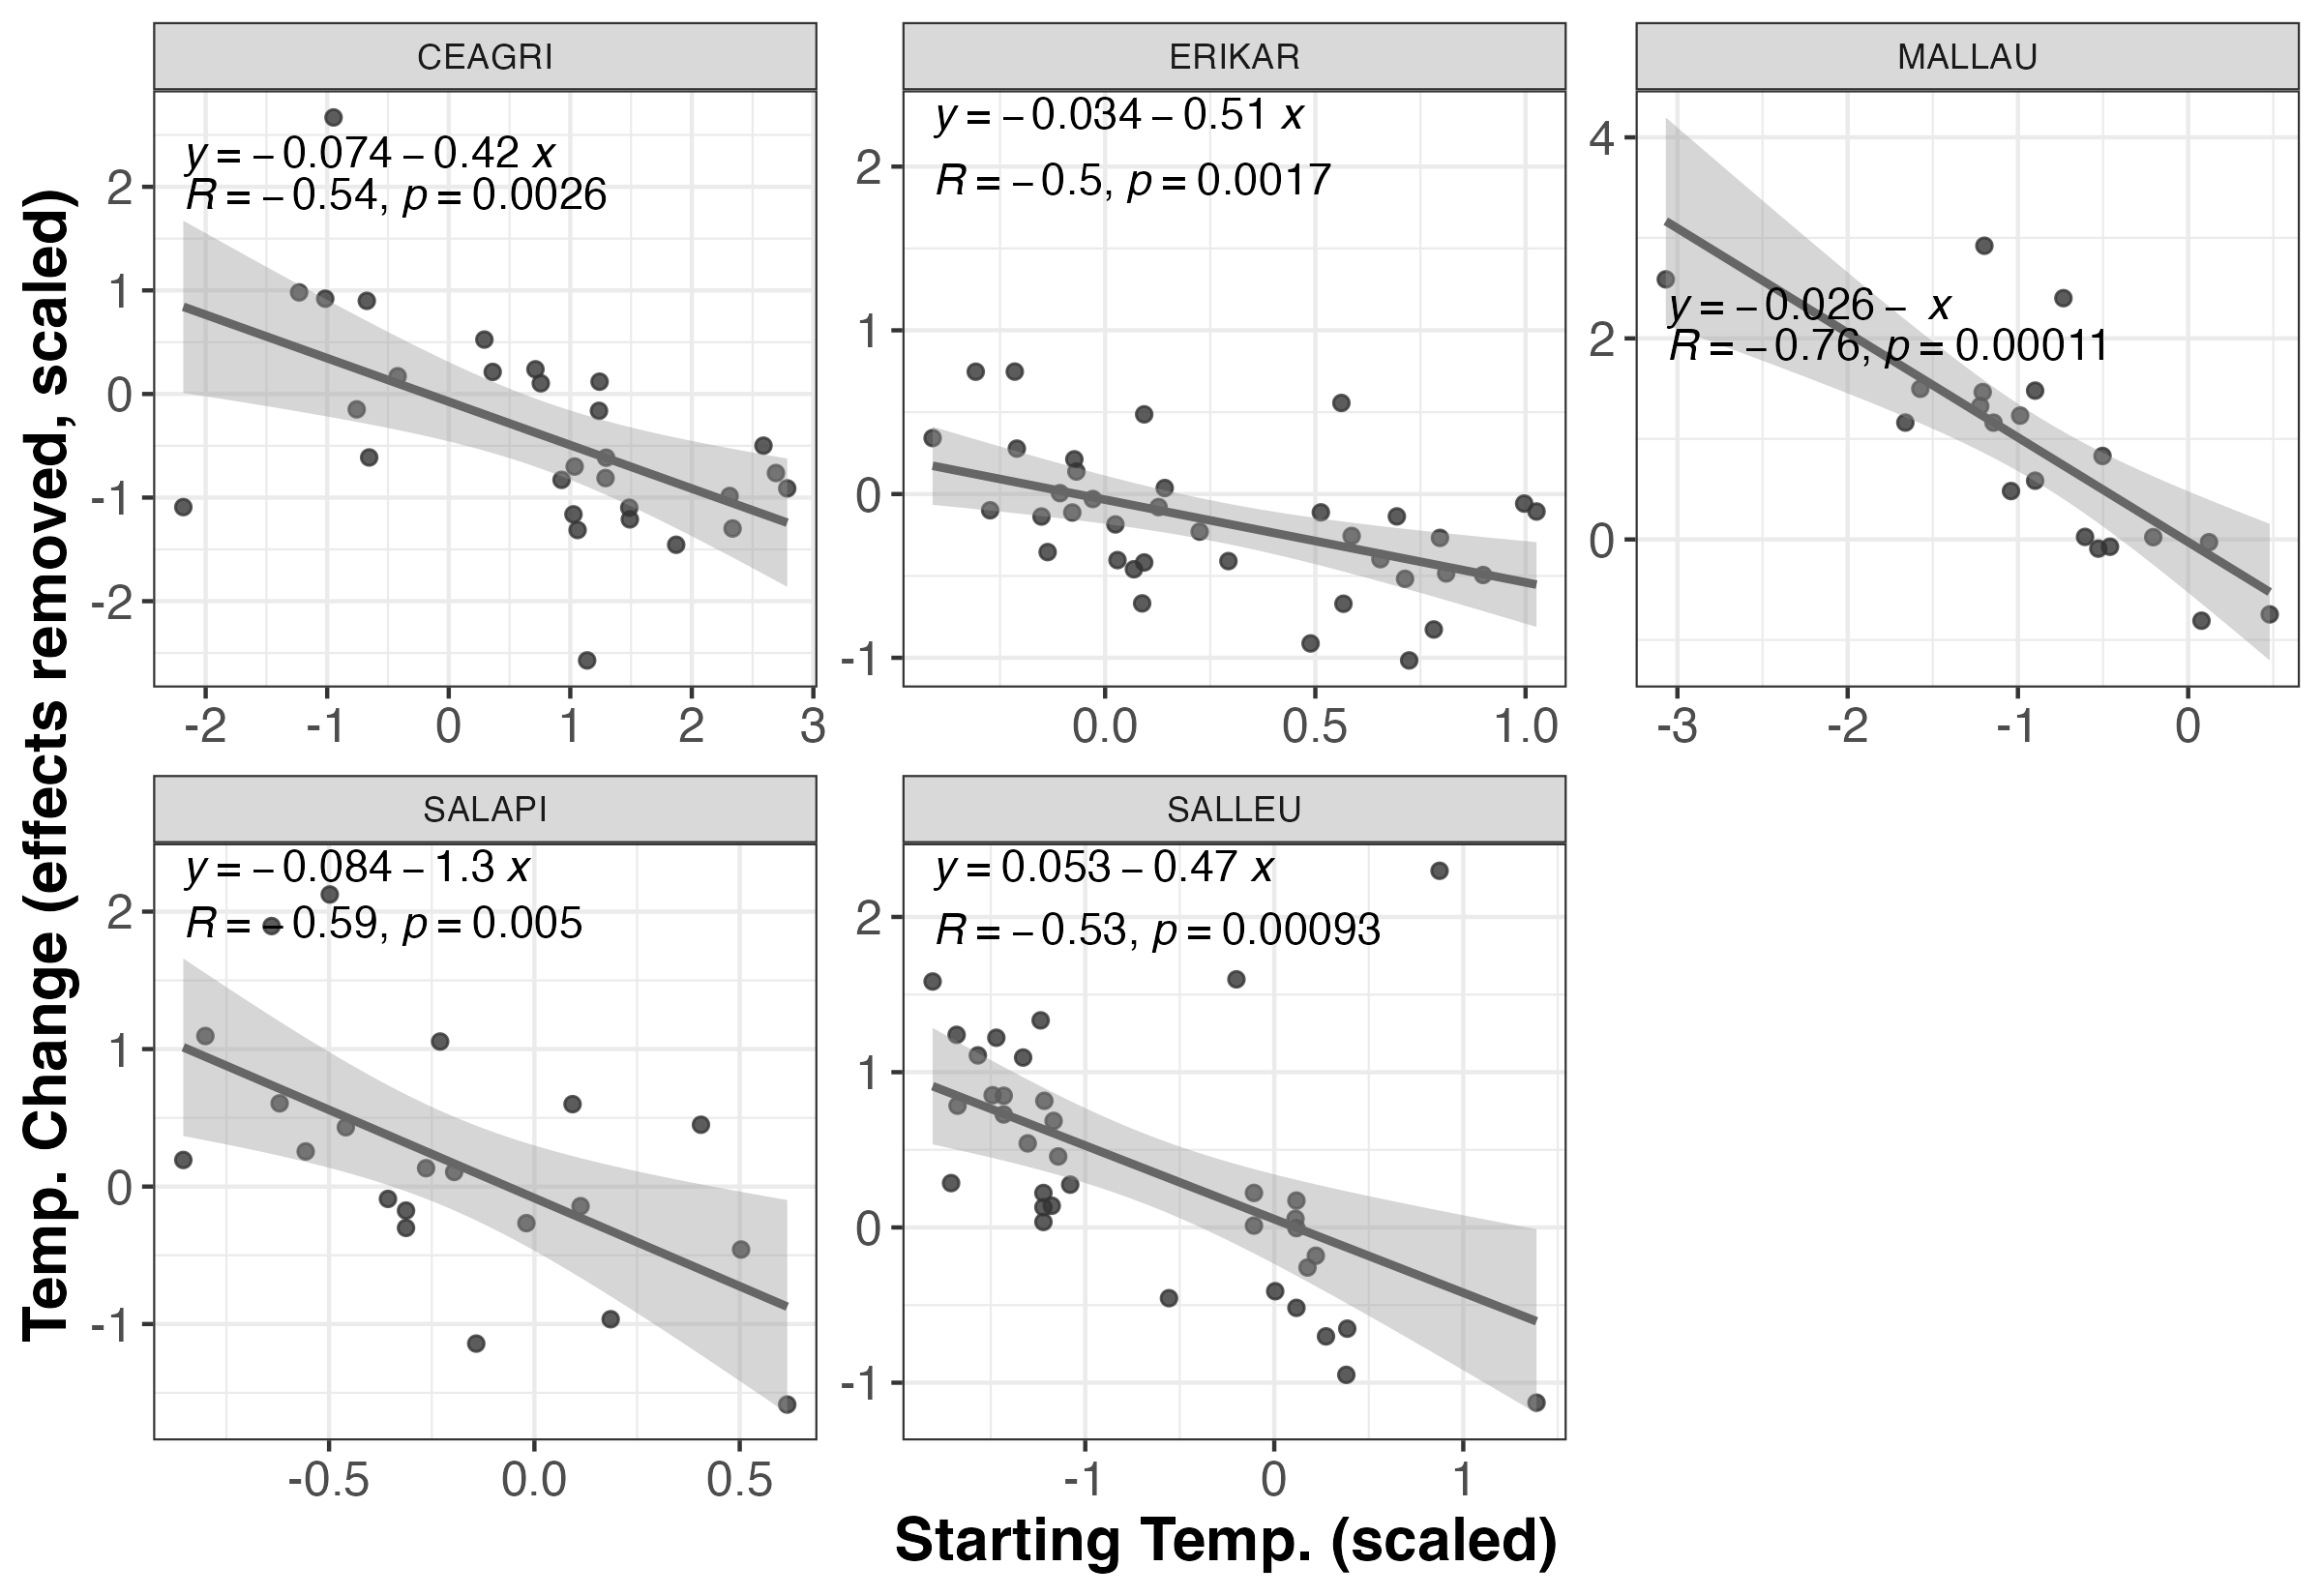 Temp. Change (effects removed, scaled)
CEAGRI
y = − 0.074 − 0.42 x
R = − 0.54, p = 0.0026
2
1
0
-1
-2
-2 -1 0 1 2 3
ERIKAR
y = − 0.034 − 0.51 x
R = − 0.5, p = 0.0017
2
1
0
-1
0.0 0.5 1.0
MALLAU
4
y = − 0.026 − x
R = − 0.76, p = 0.00011
2
0
-3 -2 -1 0
SALAPI
y = − 0.084 − 1.3 x
R = − 0.59, p = 0.005
2
1
0
-1
-0.5 0.0 0.5
SALLEU
y = 0.053 − 0.47 x
R = − 0.53, p = 0.00093
2
1
0
-1
-1 0 1
Starting Temp. (scaled)